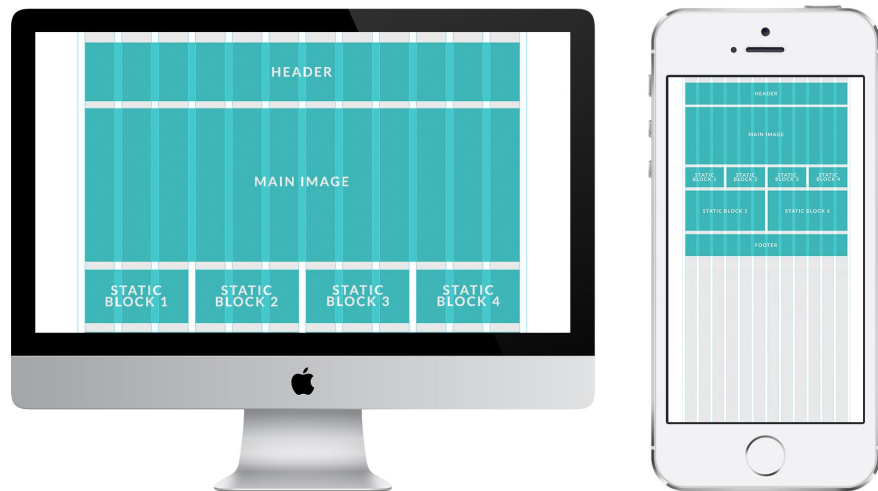 HEADER
MAIN IMAGE
STATIC
BLOCK 1
STATIC
BLOCK 2
STATIC
BLOCK 3
STATIC
BLOCK 4
HEADER
MAIN IMAGE
STATIC
BLOCK 1
STATIC
BLOCK 2
STATIC
BLOCK 3
STATIC
BLOCK 4
STATIC BLOCK 5
STATIC BLOCK 6
FOOTER